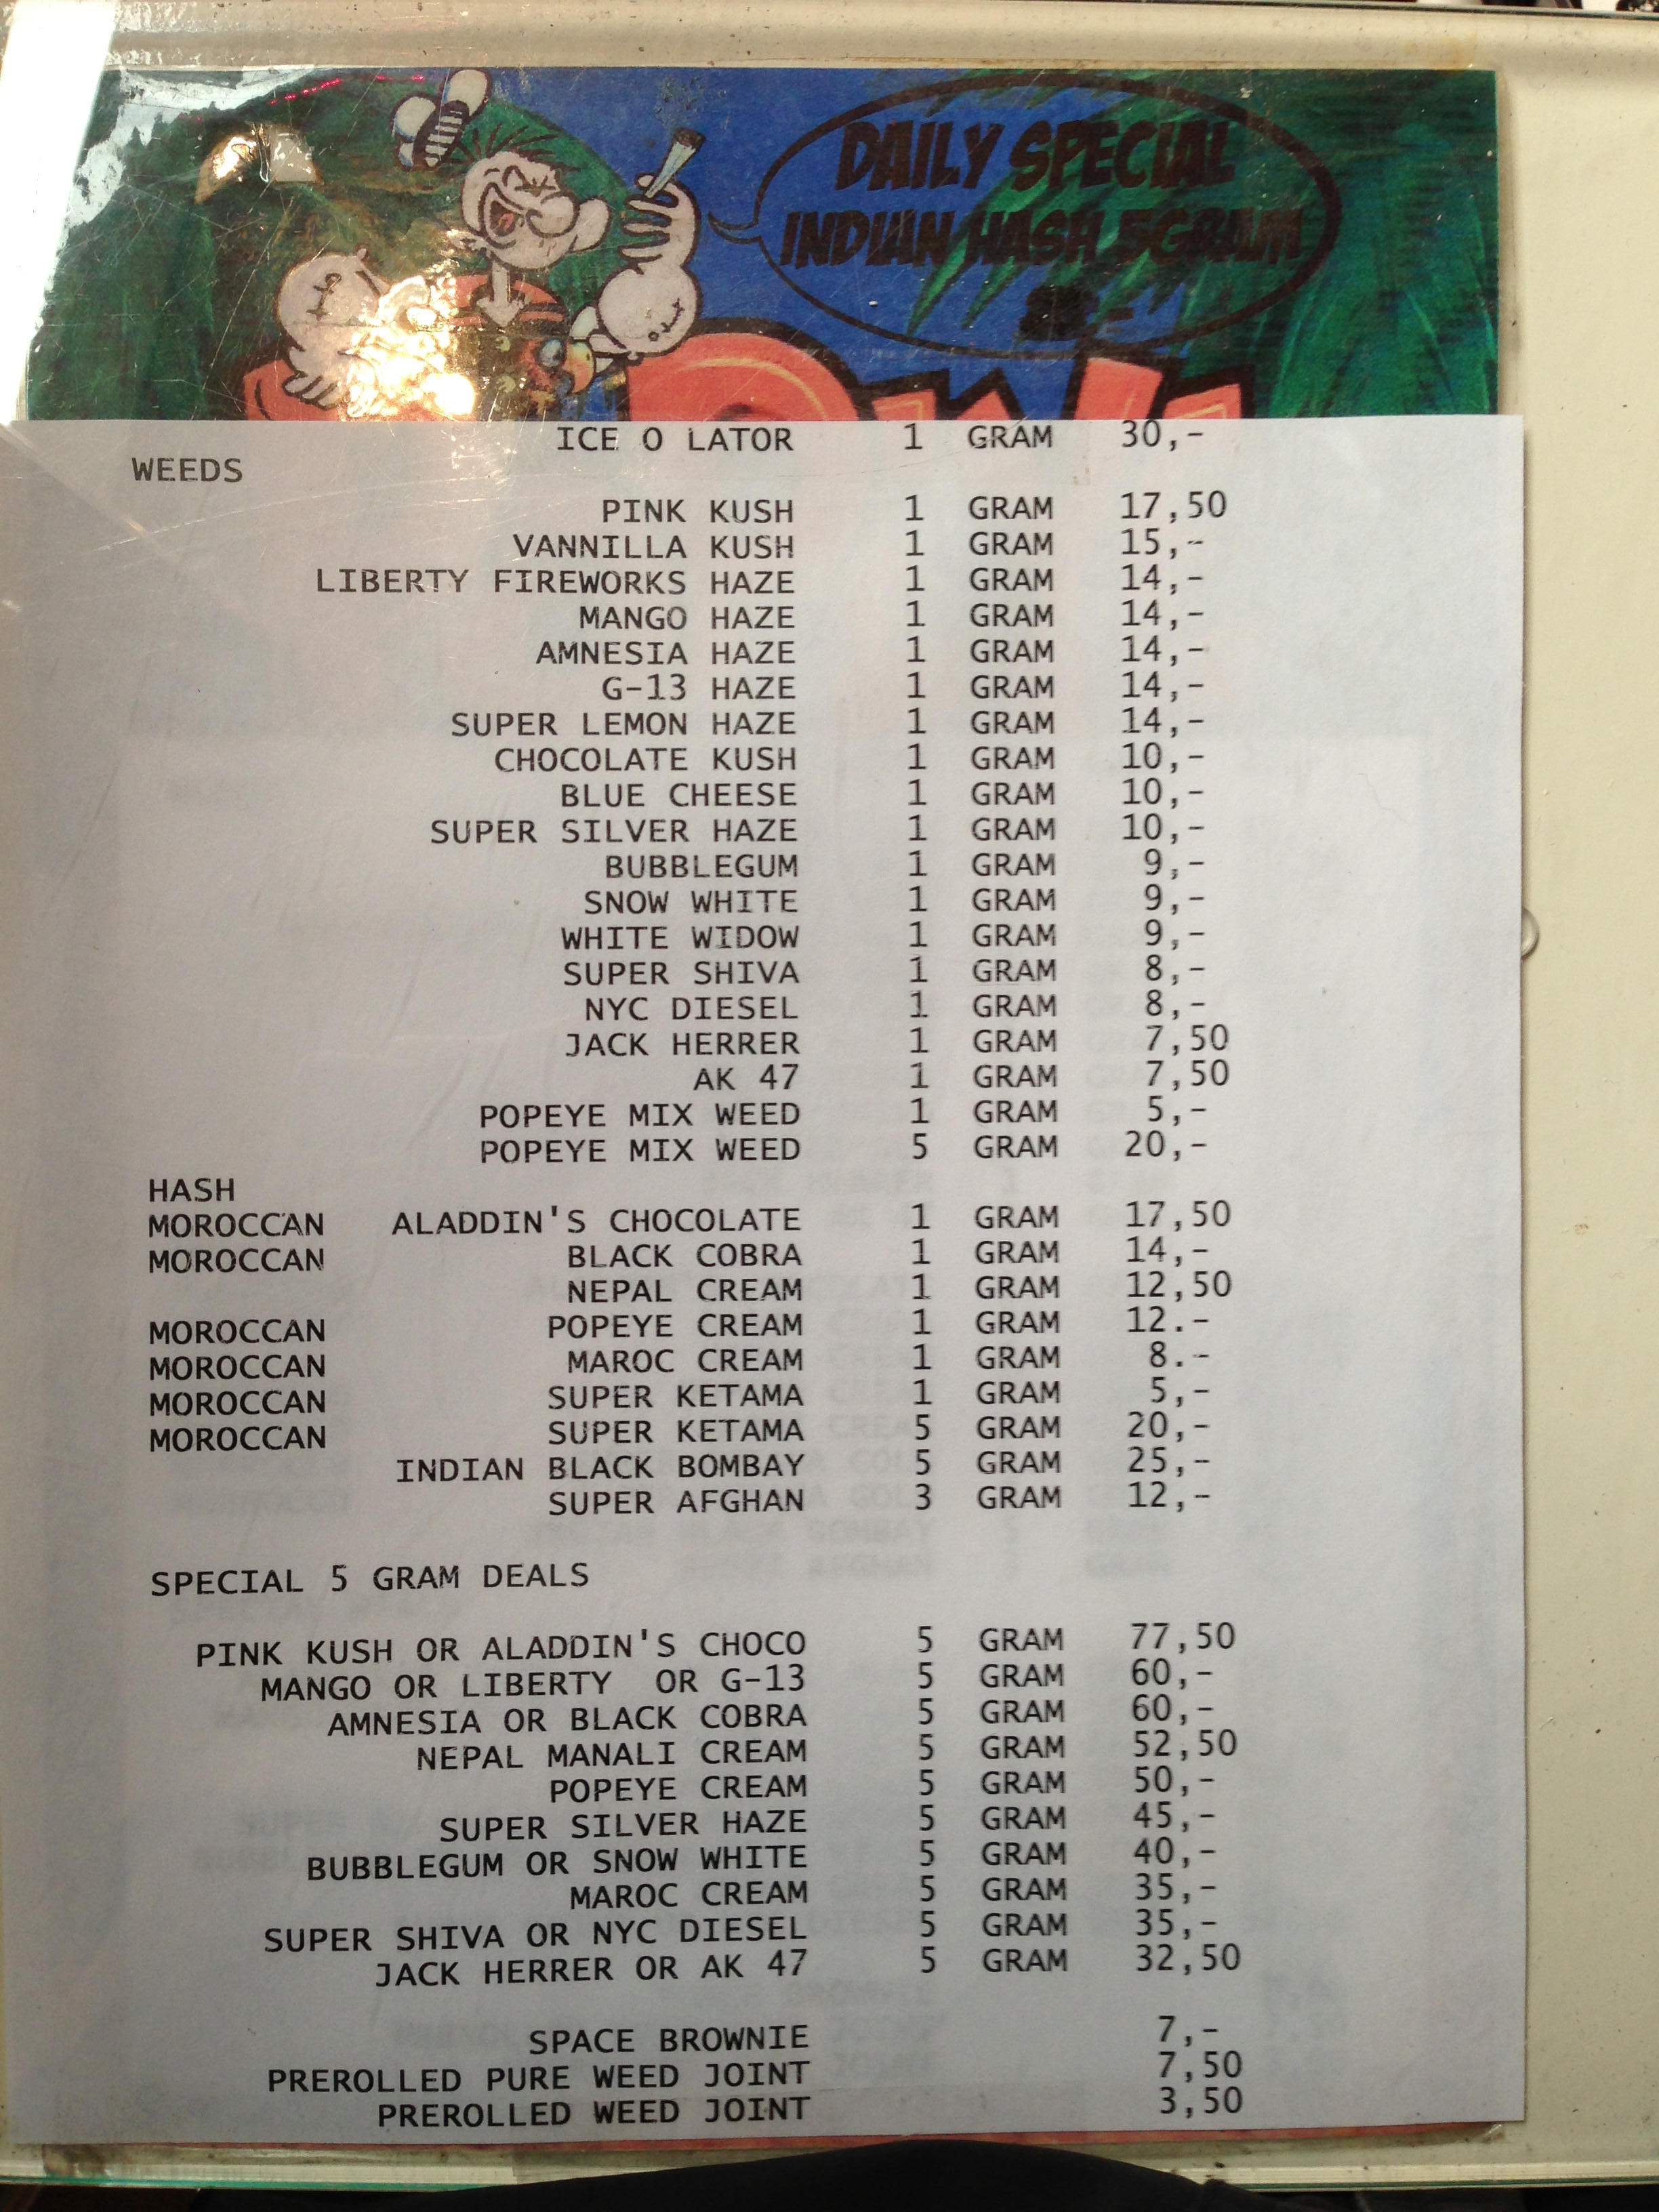 DAILY SPECIAL
INDIAN HASH 5GRAM
ICE O LATOR 1 GRAM 30,-
WEEDS
PINK KUSH 1 GRAM 17,50
VANNILLA KUSH 1 GRAM 15,-
LIBERTY FIREWORKS HAZE 1 GRAM 14,-
MANGO HAZE 1 GRAM 14,-
AMNESIA HAZE 1 GRAM 14,-
G-13 HAZE 1 GRAM 14,-
SUPER LEMON HAZE 1 GRAM 14,-
CHOCOLATE KUSH 1 GRAM 10,-
BLUE CHEESE 1 GRAM 10,-
SUPER SILVER HAZE 1 GRAM 10,-
BUBBLEGUM 1 GRAM 9,-
SNOW WHITE 1 GRAM 9,-
WHITE WIDOW 1 GRAM 9,-
SUPER SHIVA 1 GRAM 8,-
NYC DIESEL 1 GRAM 8,-
JACK HERRER 1 GRAM 7,50
AK 47 1 GRAM 7,50
POPEYE MIX WEED 1 GRAM 5,-
POPEYE MIX WEED 5 GRAM 20,-
HASH
MOROCCAN ALADDIN'S CHOCOLATE 1 GRAM 17,50
MOROCCAN BLACK COBRA 1 GRAM 14,-
NEPAL CREAM 1 GRAM 12,50
MOROCCAN POPEYE CREAM 1 GRAM 12.-
MOROCCAN MAROC CREAM 1 GRAM 8.-
MOROCCAN SUPER KETAMA 1 GRAM 5,-
MOROCCAN SUPER KETAMA 5 GRAM 20,-
INDIAN BLACK BOMBAY 5 GRAM 25,-
SUPER AFGHAN 3 GRAM 12,-
SPECIAL 5 GRAM DEALS
PINK KUSH OR ALADDIN'S CHOCO 5 GRAM 77,50
MANGO OR LIBERTY OR G-13 5 GRAM 60,-
AMNESIA OR BLACK COBRA 5 GRAM 60,-
NEPAL MANALI CREAM 5 GRAM 52,50
POPEYE CREAM 5 GRAM 50,-
SUPER SILVER HAZE 5 GRAM 45,-
BUBBLEGUM OR SNOW WHITE 5 GRAM 40,-
MAROC CREAM 5 GRAM 35,-
SUPER SHIVA OR NYC DIESEL 5 GRAM 35,-
JACK HERRER OR AK 47 5 GRAM 32,50
SPACE BROWNIE 7,-
PREROLLED PURE WEED JOINT 7,50
PREROLLED WEED JOINT 3,50